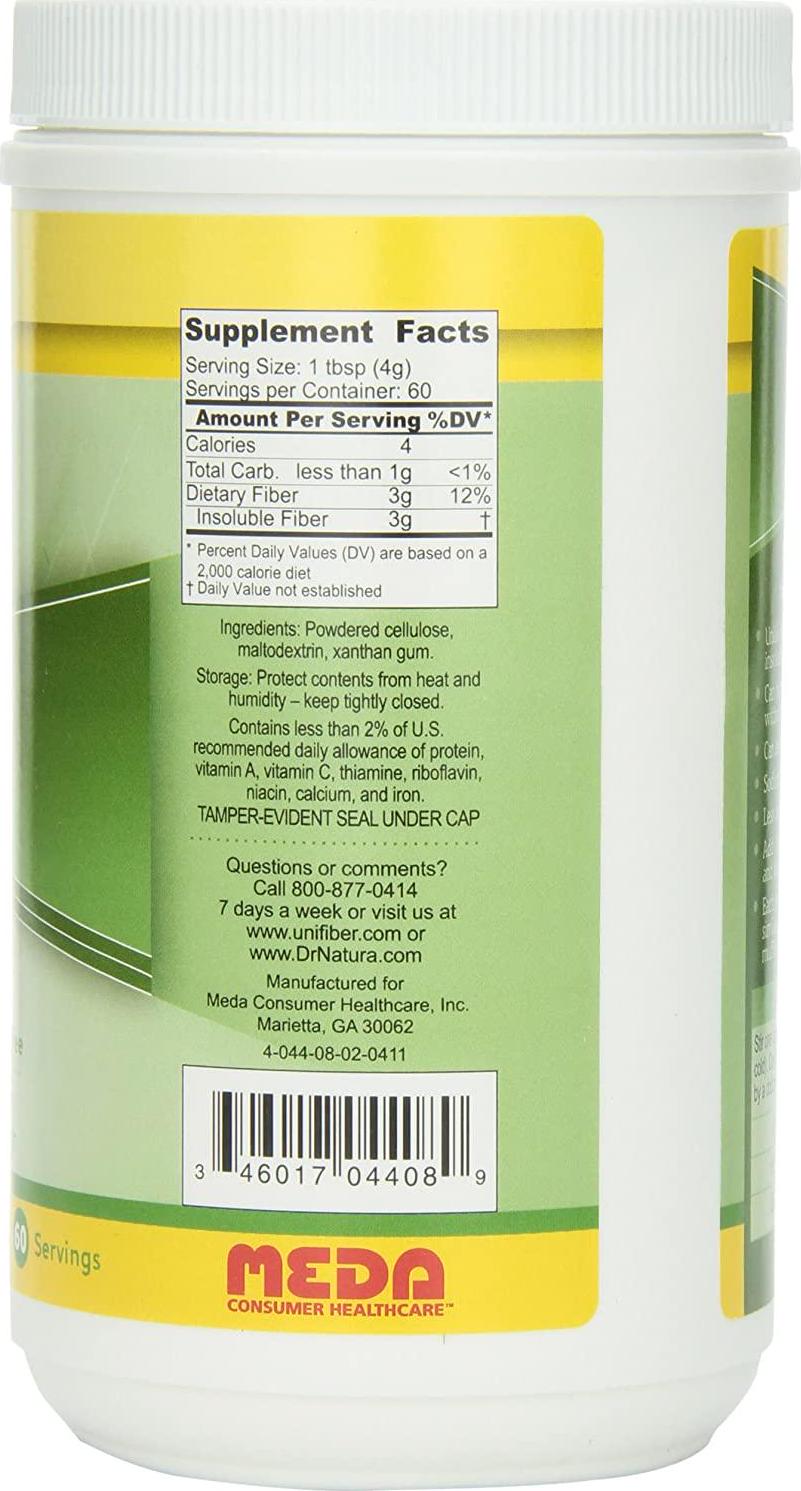 Supplement Facts
Serving Size: 1 tbsp (4g)
Servings per Container: 60
Amount Per Serving %DV*
Calories 4
Total Carb. less than 1g <1%
Dietary Fiber 3g 12%
Insoluble Fiber 3g †
* Percent Daily Values (DV) are based on a
2,000 calorie diet
† Daily Value not established
Ingredients: Powdered cellulose,
maltodextrin, xanthan gum.
Storage: Protect contents from heat and
humidity – keep tightly closed.
Contains less than 2% of U.S.
recommended daily allowance of protein,
vitamin A, vitamin C, thiamine, riboflavin,
niacin, calcium, and iron.
TAMPER-EVIDENT SEAL UNDER CAP
Questions or comments?
Call 800-877-0414
7 days a week or visit us at
www.unifiber.com or
www.DrNatura.com
Manufactured for
Meda Consumer Healthcare, Inc.
Marietta, GA 30062
4-044-08-02-0411
3 46017 04408 9
60 Servings
MEDA
CONSUMER HEALTHCARE™